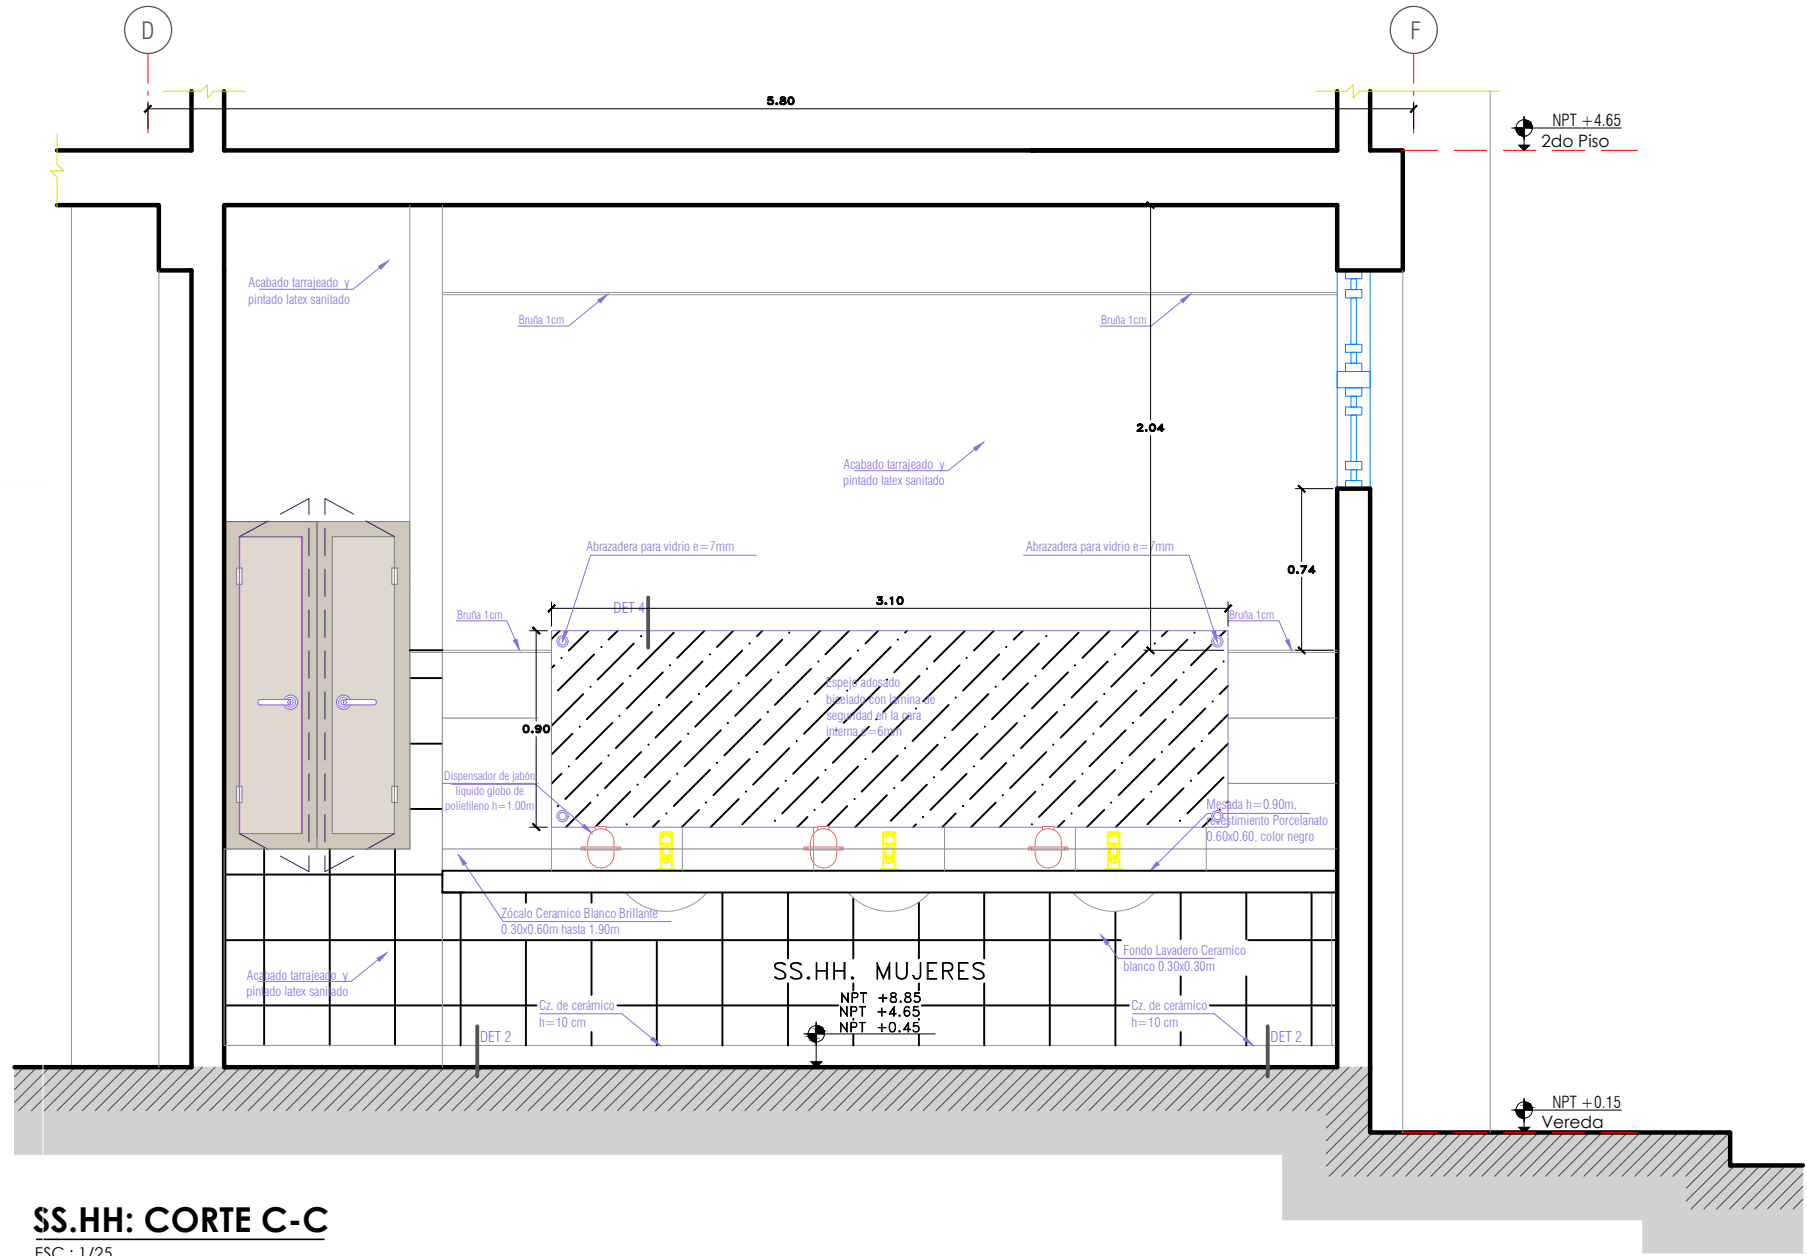 D
F
5.80
NPT +4.65
2do Piso
Acabado tarrajeado y
pintado latex sanitado
Bruña 1cm
Bruña 1cm
2.04
Acabado tarrajeado y
pintado latex sanitado
Abrazadera para vidrio e=7mm
Abrazadera para vidrio e=7mm
0.74
3.10
DET 4
Bruña 1cm
Bruña 1cm
Espejo adosado
biselado con lamina de
seguridad en la cara
interna e=6mm
0.90
Dispensador de jabón
liquido globo de
polietileno h=1.00m
Mesada h=0.90m,
revestimiento Porcelanato
0.60x0.60, color negro
Zócalo Ceramico Blanco Brillante
0.30x0.60m hasta 1.90m
Fondo Lavadero Ceramico
blanco 0.30x0.30m
Acabado tarrajeado y
pintado latex sanitado
SS.HH. MUJERES
NPT +8.85
NPT +4.65
NPT +0.45
Cz. de cerámico
h=10 cm
Cz. de cerámico
h=10 cm
DET 2
DET 2
NPT +0.15
Vereda
SS.HH: CORTE C-C
ESC : 1/25